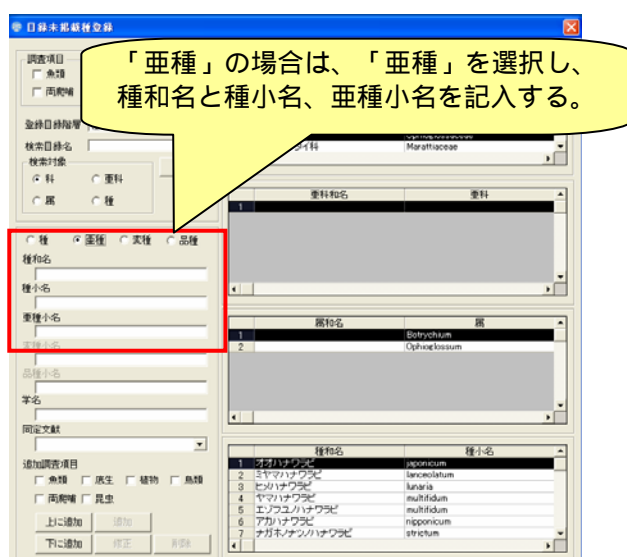 目録未掲載種登録
「亜種」の場合は、「亜種」を選択し、
種和名と種小名、亜種小名を記入する。
調査項目
魚類
両爬哺
登録目録階層
検索目録名
検索対象
科 亜科
属 種
Ophioglossaceae
イ科 Marattiaceae
亜科和名 亜科
1
種 亜種 変種 品種
種和名
種小名
亜種小名
変種小名
品種小名
学名
同定文献
追加調査項目
魚類 底生 植物 鳥類
両爬哺 昆虫
上に追加 追加
下に追加 修正 削除
属和名 属
1 Botrychium
2 Ophioglossum
種和名 種小名
1 オオハナワラビ japonicum
2 ミヤマハナワラビ lanceolatum
3 ヒメハナワラビ lunaria
4 ヤマハナワラビ multifidum
5 エゾフユノハナワラビ multifidum
6 アカハナワラビ nipponicum
7 ナガホノナツノハナワラビ strictum